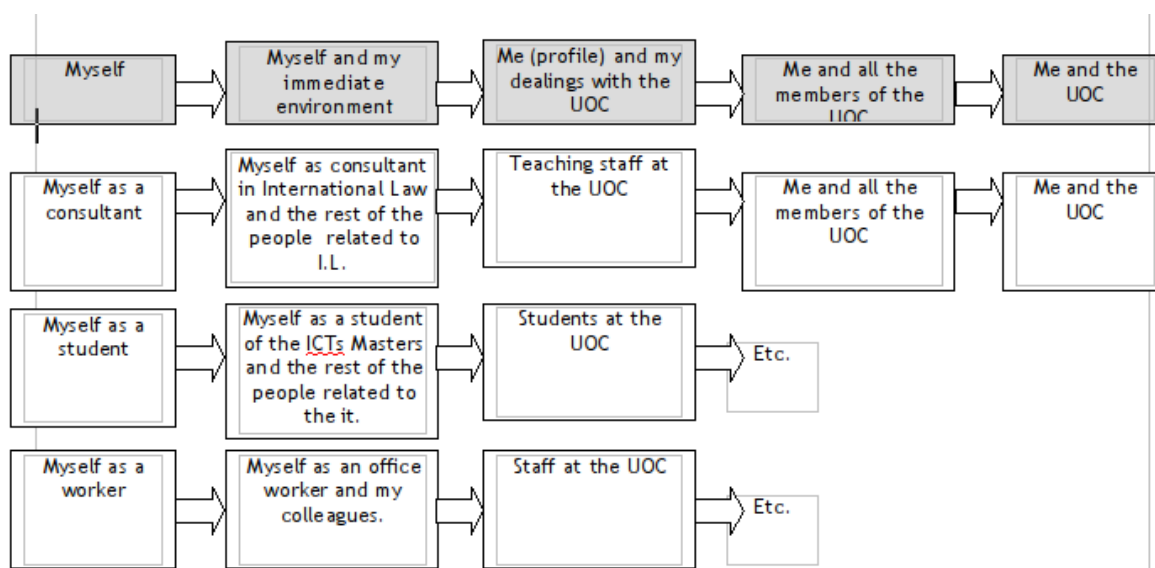 Myself
Myself and my
immediate
environment
Me (profile) and my
dealings with the
UOC
Me and all the
members of the
UOC
Me and the
UOC
Myself as a
consultant
Myself as consultant
in International Law
and the rest of the
people related to
I.L.
Teaching staff at
the UOC
Me and all the
members of the
UOC
Me and the
UOC
Myself as a
student
Myself as a student
of the ICTs Masters
and the rest of the
people related to
the it.
Students at the
UOC
Etc.
Myself as a
worker
Myself as an office
worker and my
colleagues.
Staff at the UOC
Etc.